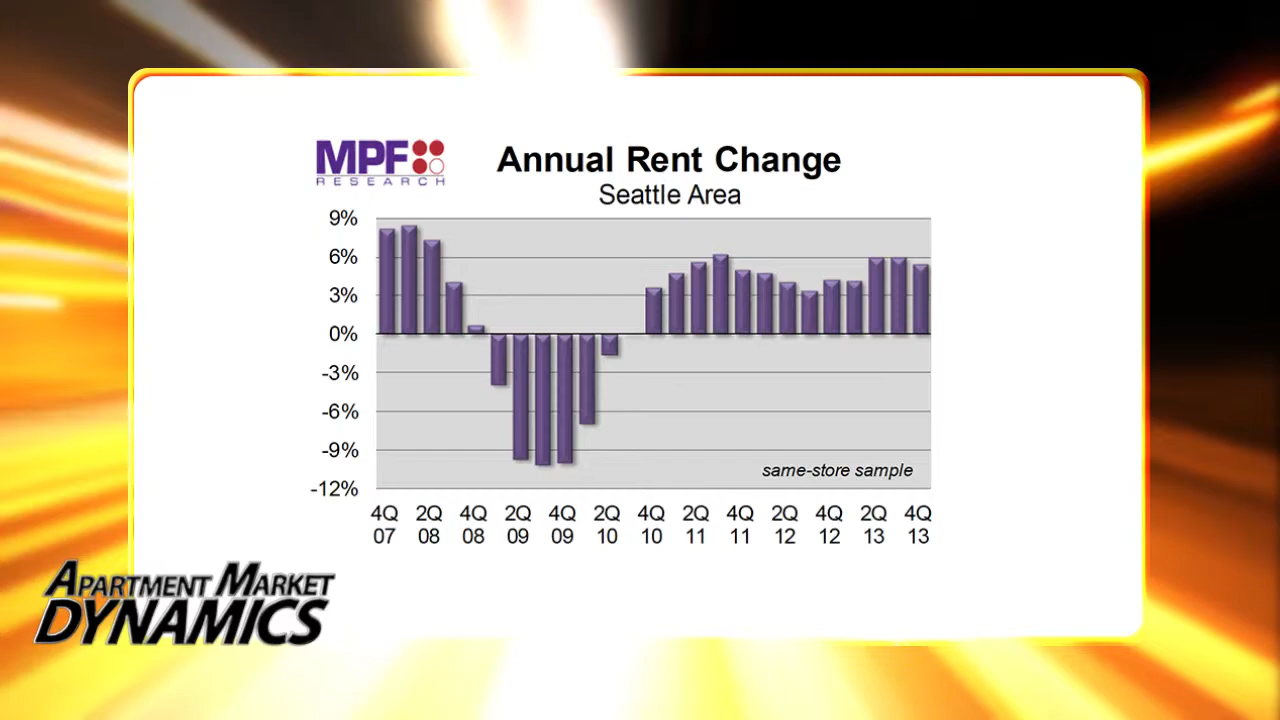 MPF
RESEARCH
Annual Rent Change
Seattle Area
9%
6%
3%
0%
-3%
-6%
-9%
-12%
same-store sample
4Q 2Q 4Q 2Q 4Q 2Q 4Q 2Q 4Q 2Q 4Q 2Q 4Q
07 08 08 09 09 10 10 11 11 12 12 13 13
APARTMENT MARKET
DYNAMICS